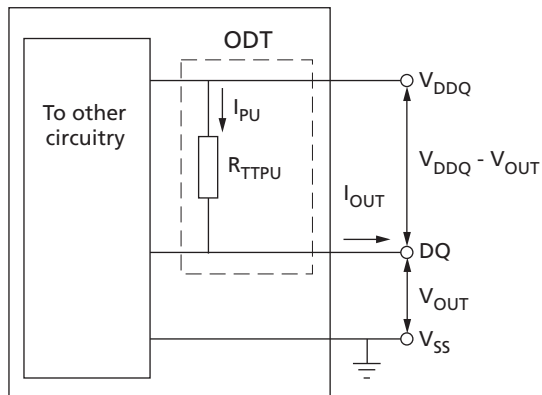 ODT
V_DDQ
To other
circuitry
I_PU
R_TTPU
V_DDQ - V_OUT
I_OUT
DQ
V_OUT
V_SS